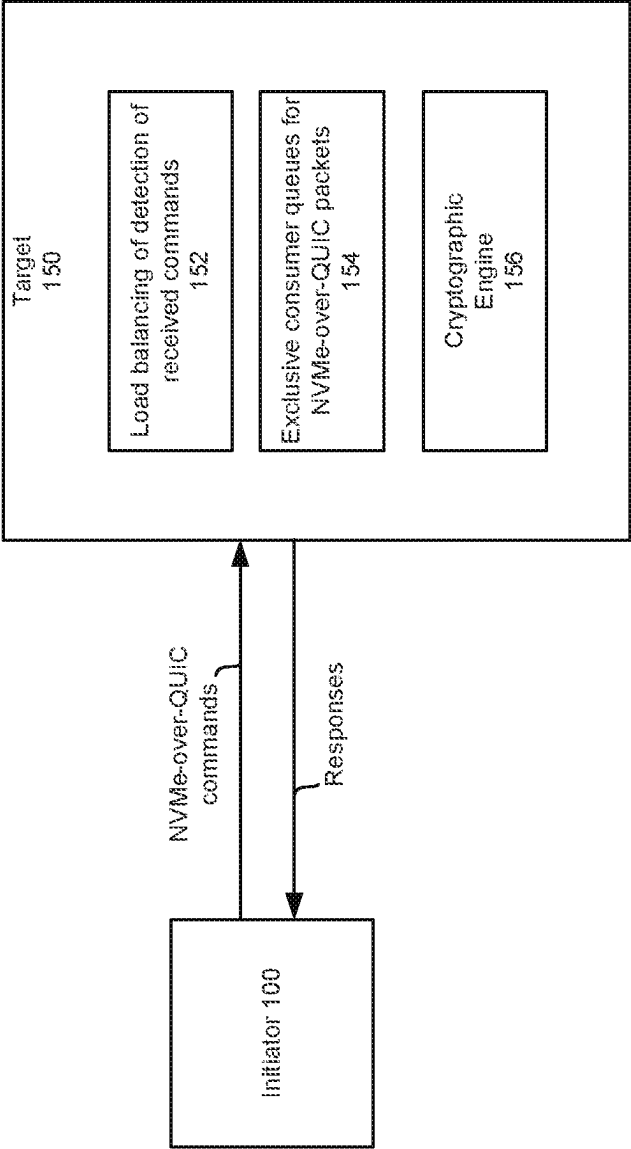 Initiator 100
NVMe-over-QUIC
commands
Responses
Target
150
Load balancing of detection of
received commands
152
Exclusive consumer queues for
NVMe-over-QUIC packets
154
Cryptographic
Engine
156